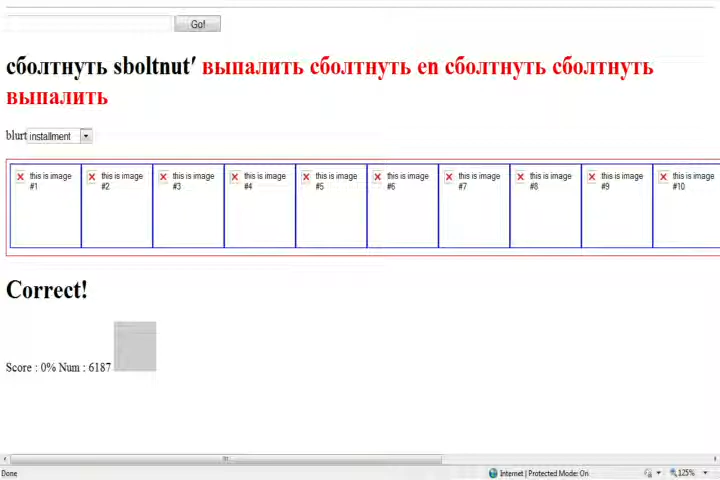 Go!
сболтнуть sboltnut′ выпалить сболтнуть en сболтнуть сболтнуть
выпалить
blurt installment
this is image #1
this is image #2
this is image #3
this is image #4
this is image #5
this is image #6
this is image #7
this is image #8
this is image #9
this is image #10
Correct!
Score : 0% Num : 6187
Done
Internet | Protected Mode: On
125%